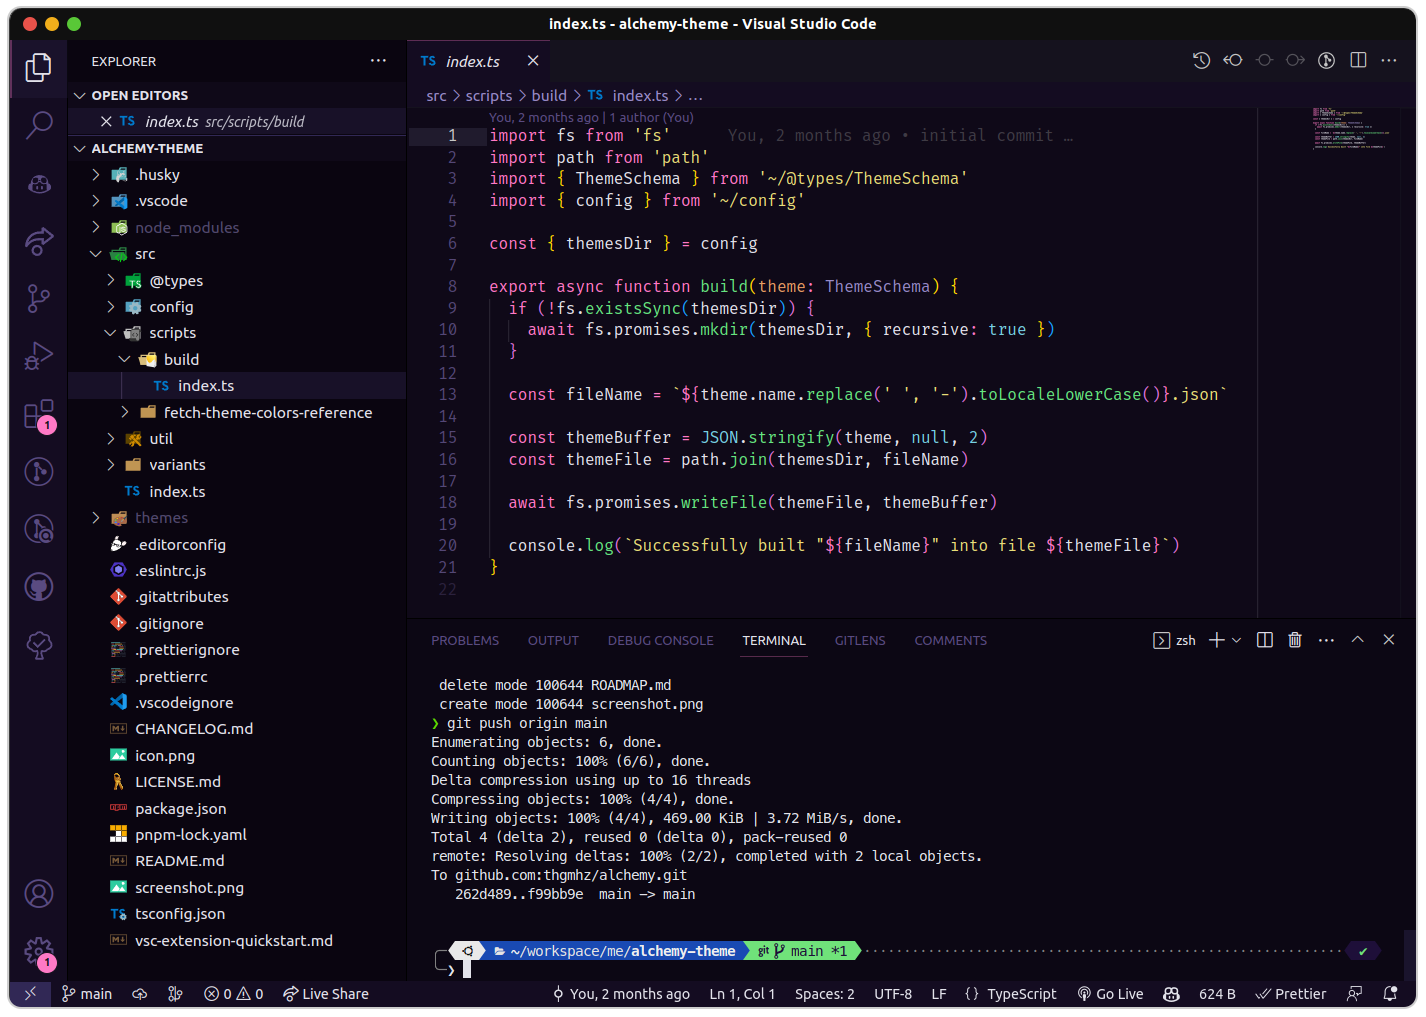 index.ts - alchemy-theme - Visual Studio Code
EXPLORER
OPEN EDITORS
TS index.ts src/scripts/build
ALCHEMY-THEME
.husky
.vscode
node_modules
src
@types
config
scripts
build
TS index.ts
fetch-theme-colors-reference
util
variants
TS index.ts
themes
.editorconfig
.eslintrc.js
.gitattributes
.gitignore
.prettierignore
.prettierrc
.vscodeignore
CHANGELOG.md
icon.png
LICENSE.md
package.json
pnpm-lock.yaml
README.md
screenshot.png
tsconfig.json
vsc-extension-quickstart.md
1
1
TS index.ts
src > scripts > build > TS index.ts > ...
You, 2 months ago | 1 author (You)
1 import fs from 'fs' You, 2 months ago • initial commit …
2 import path from 'path'
3 import { ThemeSchema } from '~/@types/ThemeSchema'
4 import { config } from '~/config'
5
6 const { themesDir } = config
7
8 export async function build(theme: ThemeSchema) {
9 if (!fs.existsSync(themesDir)) {
10 await fs.promises.mkdir(themesDir, { recursive: true })
11 }
12
13 const fileName = `${theme.name.replace(' ', '-').toLocaleLowerCase()}.json`
14
15 const themeBuffer = JSON.stringify(theme, null, 2)
16 const themeFile = path.join(themesDir, fileName)
17
18 await fs.promises.writeFile(themeFile, themeBuffer)
19
20 console.log(`Successfully built "${fileName}" into file ${themeFile}`)
21 }
22
PROBLEMS OUTPUT DEBUG CONSOLE TERMINAL GITLENS COMMENTS zsh
delete mode 100644 ROADMAP.md
create mode 100644 screenshot.png
❯ git push origin main
Enumerating objects: 6, done.
Counting objects: 100% (6/6), done.
Delta compression using up to 16 threads
Compressing objects: 100% (4/4), done.
Writing objects: 100% (4/4), 469.00 KiB | 3.72 MiB/s, done.
Total 4 (delta 2), reused 0 (delta 0), pack-reused 0
remote: Resolving deltas: 100% (2/2), completed with 2 local objects.
To github.com:thgmhz/alchemy.git
262d489..f99bb9e main -> main
~/workspace/me/alchemy-theme git main *1 ✔
❯
main 0 0 Live Share You, 2 months ago Ln 1, Col 1 Spaces: 2 UTF-8 LF {} TypeScript Go Live 624 B Prettier